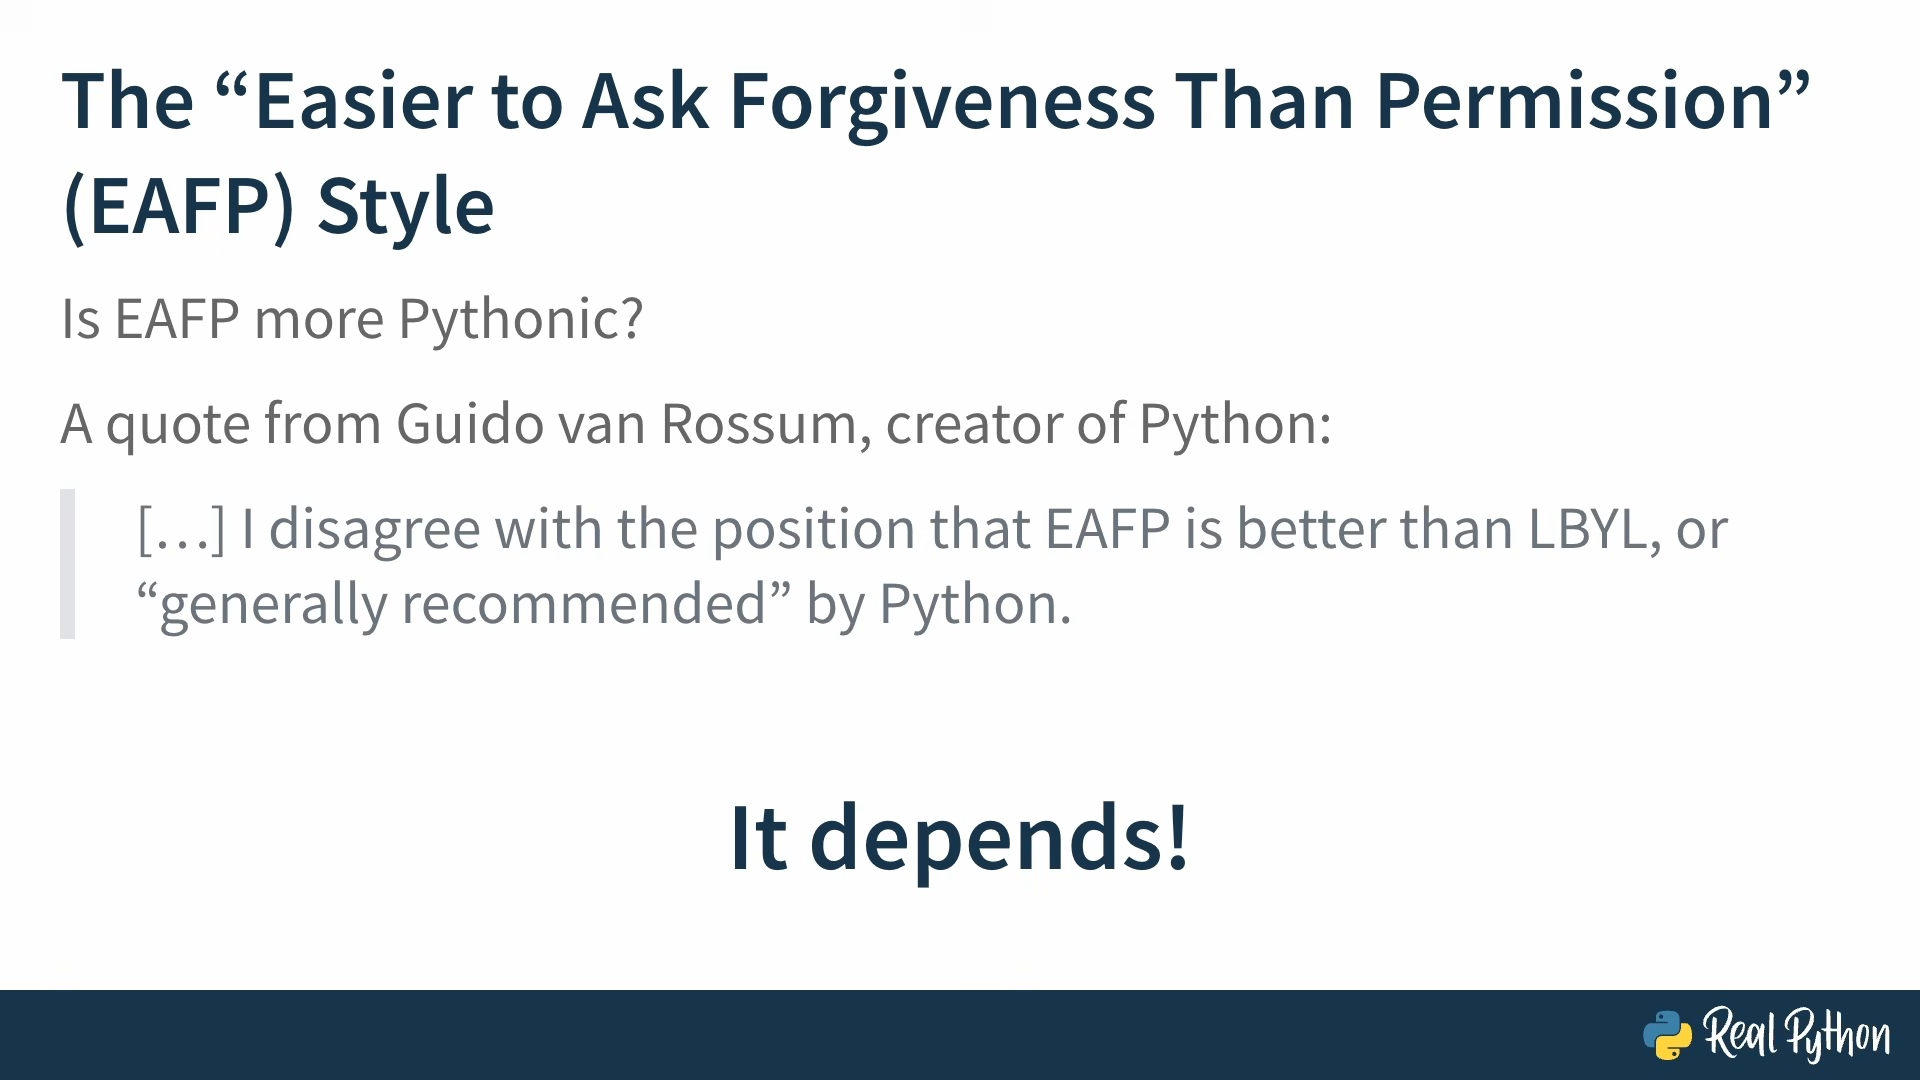 The “Easier to Ask Forgiveness Than Permission”
(EAFP) Style
Is EAFP more Pythonic?
A quote from Guido van Rossum, creator of Python:
[…] I disagree with the position that EAFP is better than LBYL, or
“generally recommended” by Python.
It depends!
Real Python